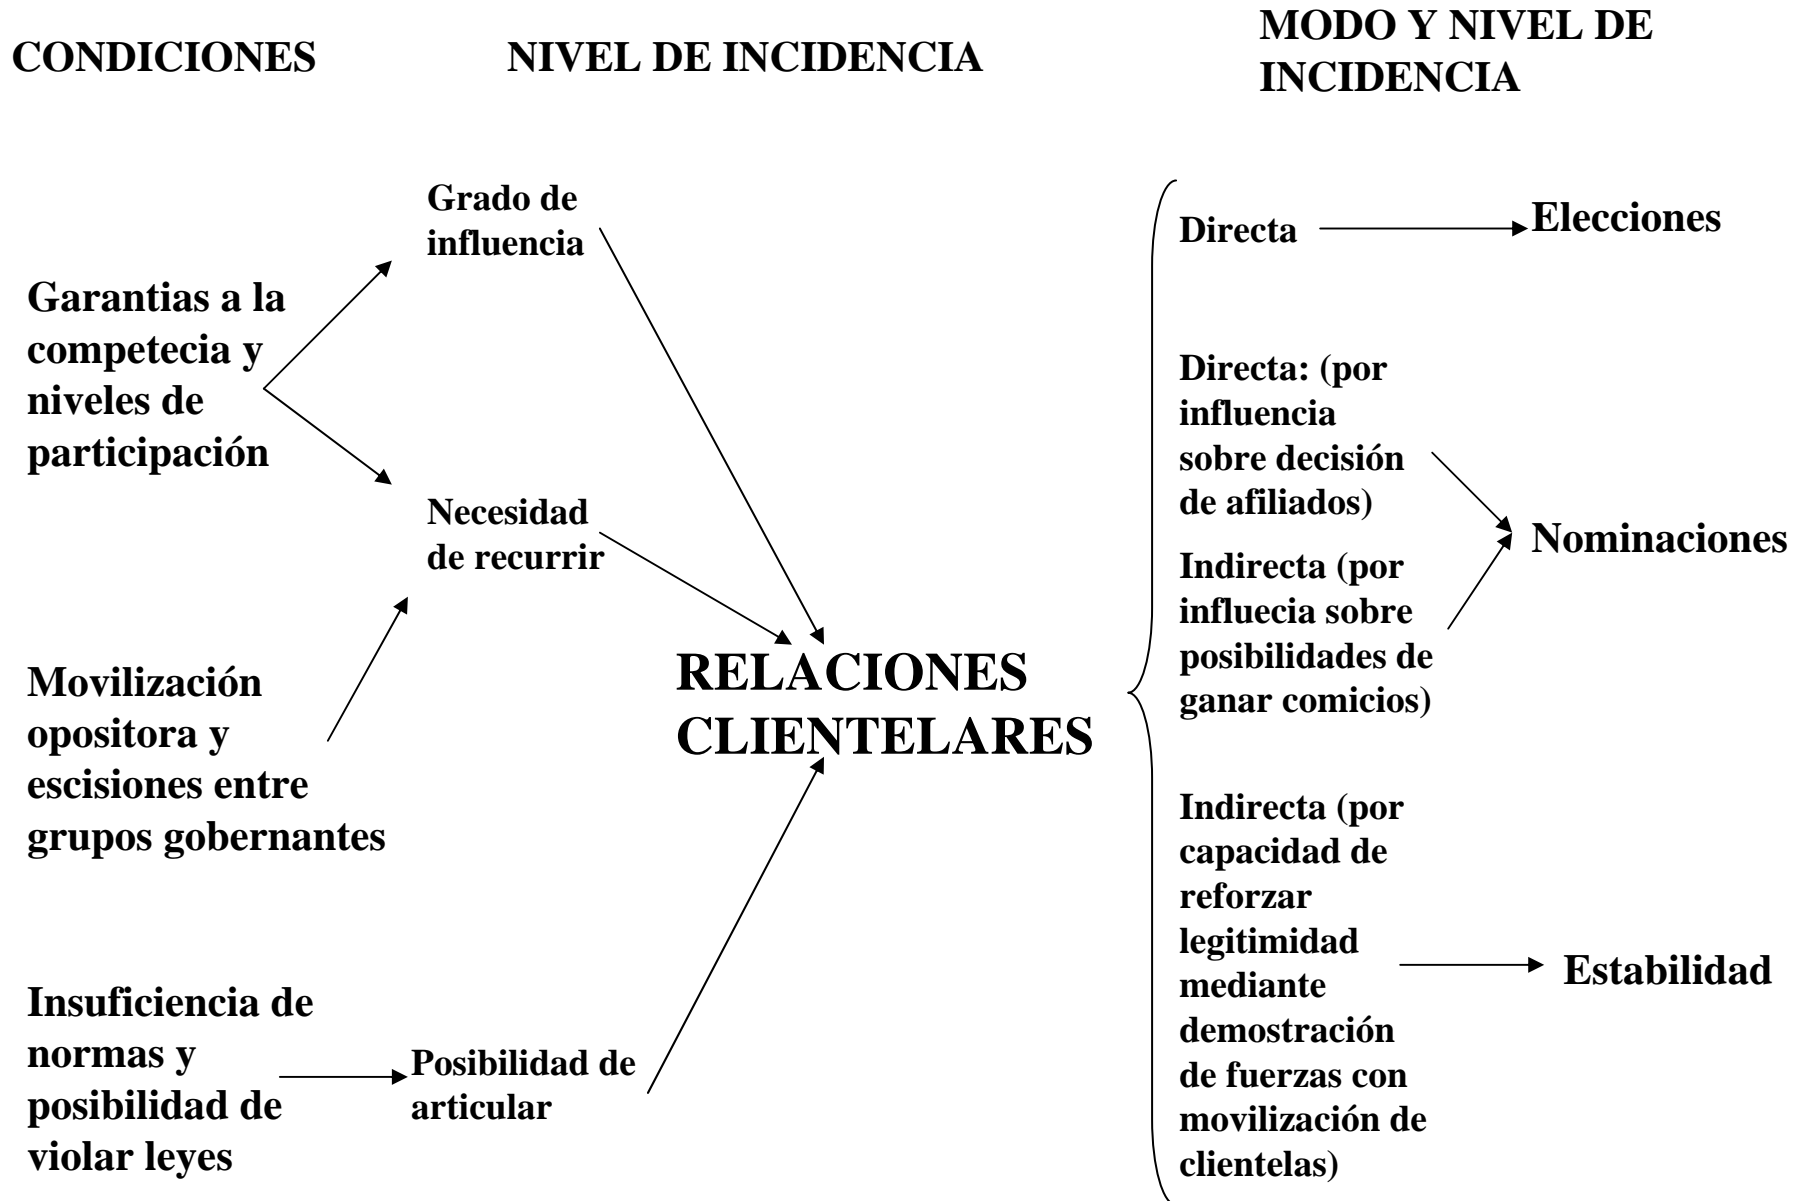 CONDICIONES
NIVEL DE INCIDENCIA
MODO Y NIVEL DE
INCIDENCIA
Grado de
influencia
Garantias a la
competecia y
niveles de
participación
Necesidad
de recurrir
Movilización
opositora y
escisiones entre
grupos gobernantes
Insuficiencia de
normas y
posibilidad de
violar leyes
Posibilidad de
articular
RELACIONES
CLIENTELARES
Directa
Elecciones
Directa: (por
influencia
sobre decisión
de afiliados)
Indirecta (por
influecia sobre
posibilidades de
ganar comicios)
Nominaciones
Indirecta (por
capacidad de
reforzar
legitimidad
mediante
demostración
de fuerzas con
movilización de
clientelas)
Estabilidad